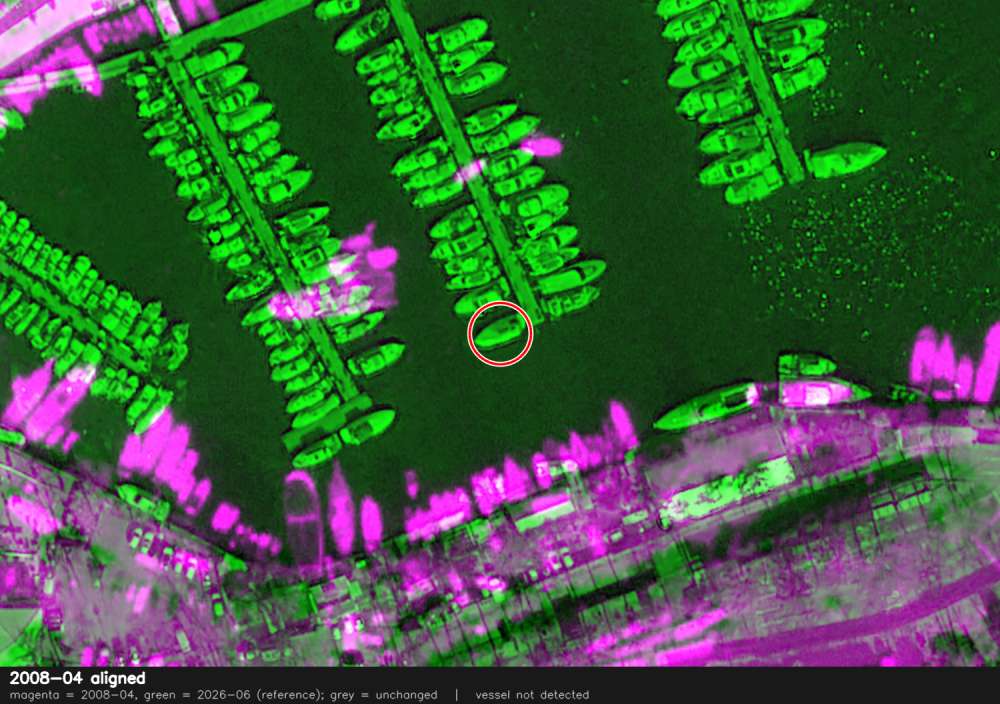 2008-04 aligned
magenta = 2008-04, green = 2026-06 (reference); grey = unchanged | vessel not detected